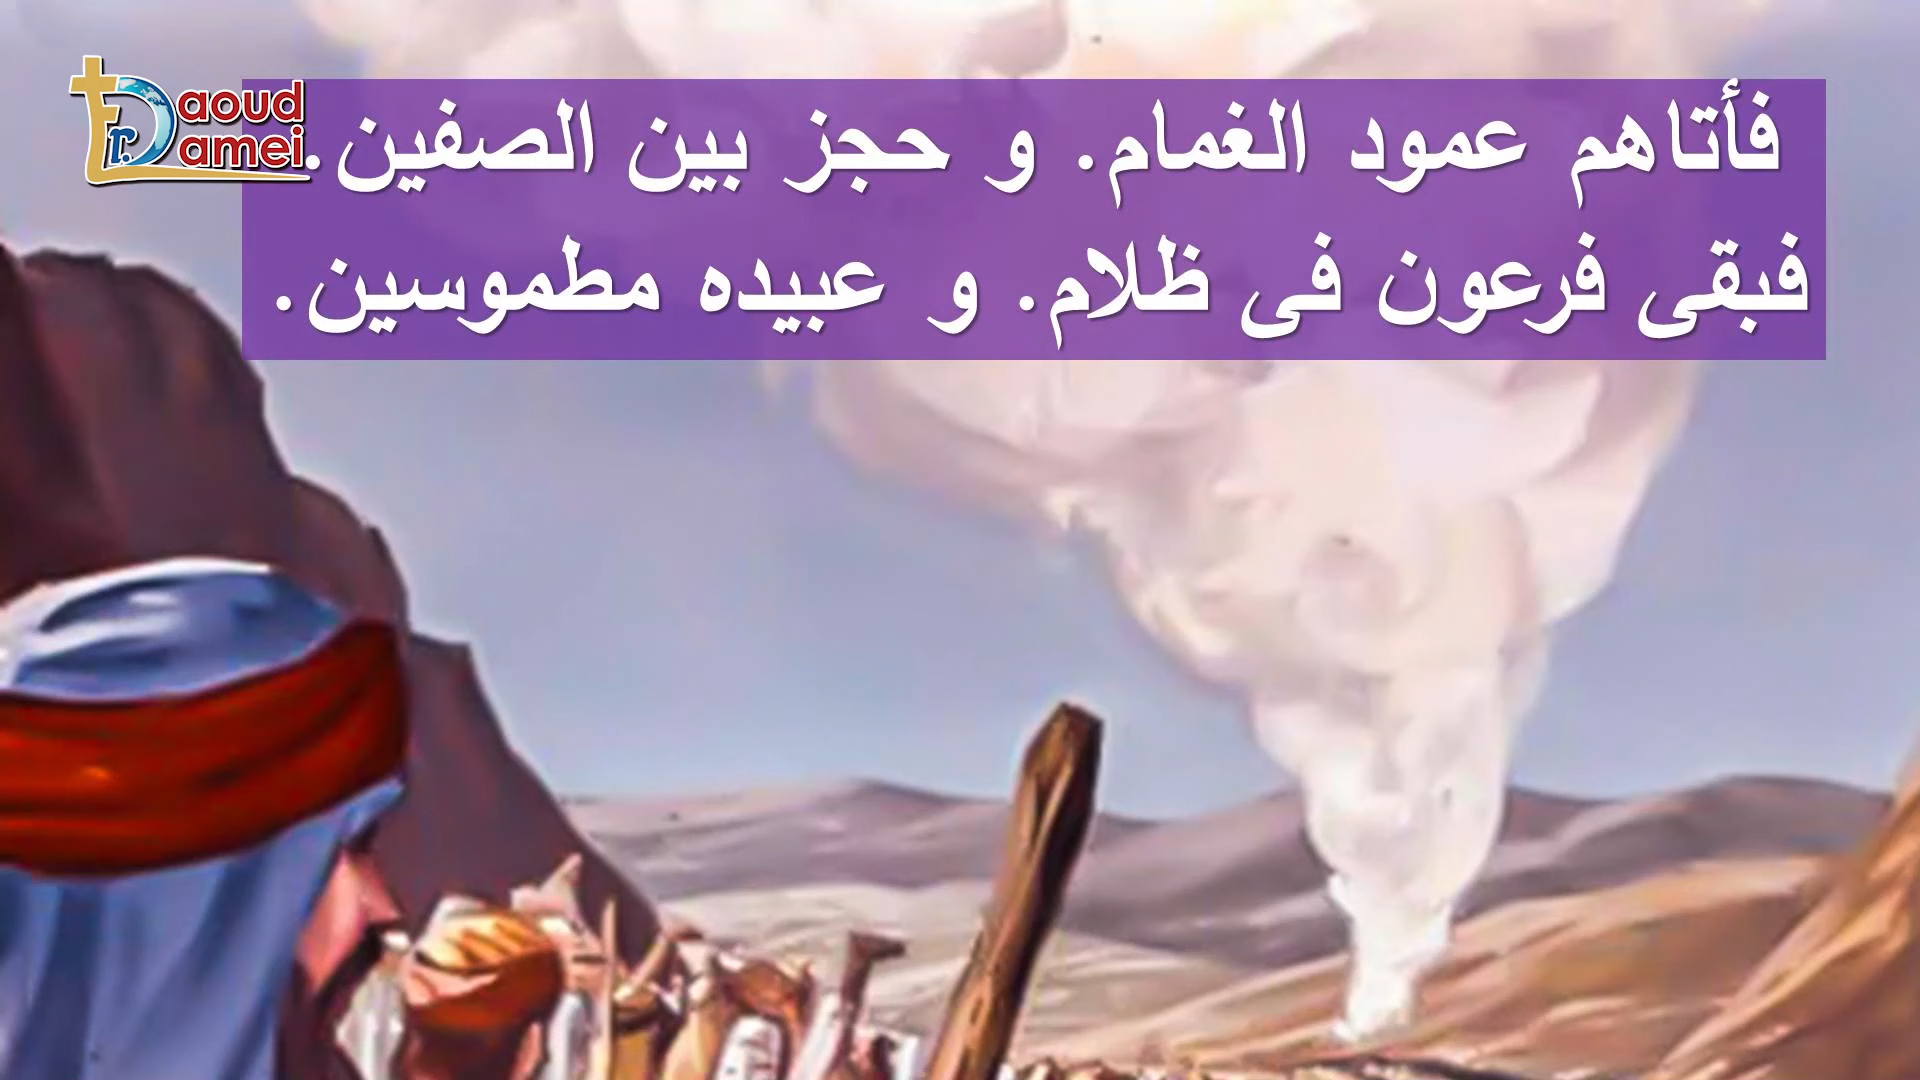 Fr. Daoud Lamei
فأتاهم عمود الغمام. و حجز بين الصفين.
فبقى فرعون فى ظلام. و عبيده مطموسين.